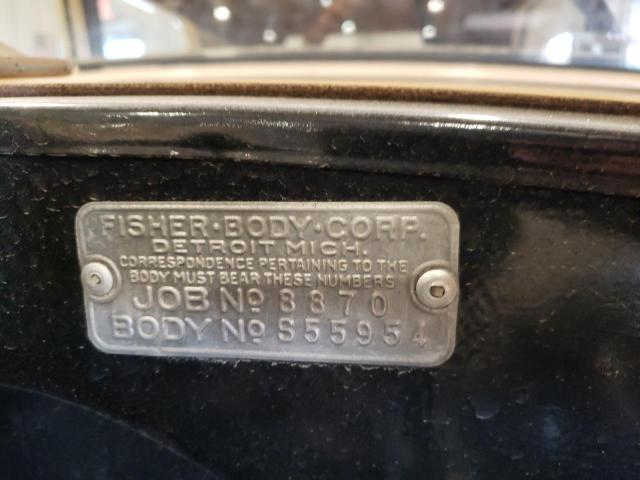 FISHER·BODY·CORP.
DETROIT MICH.
CORRESPONDENCE PERTAINING TO THE
BODY MUST BEAR THESE NUMBERS
JOB No 8870
BODY No S55954